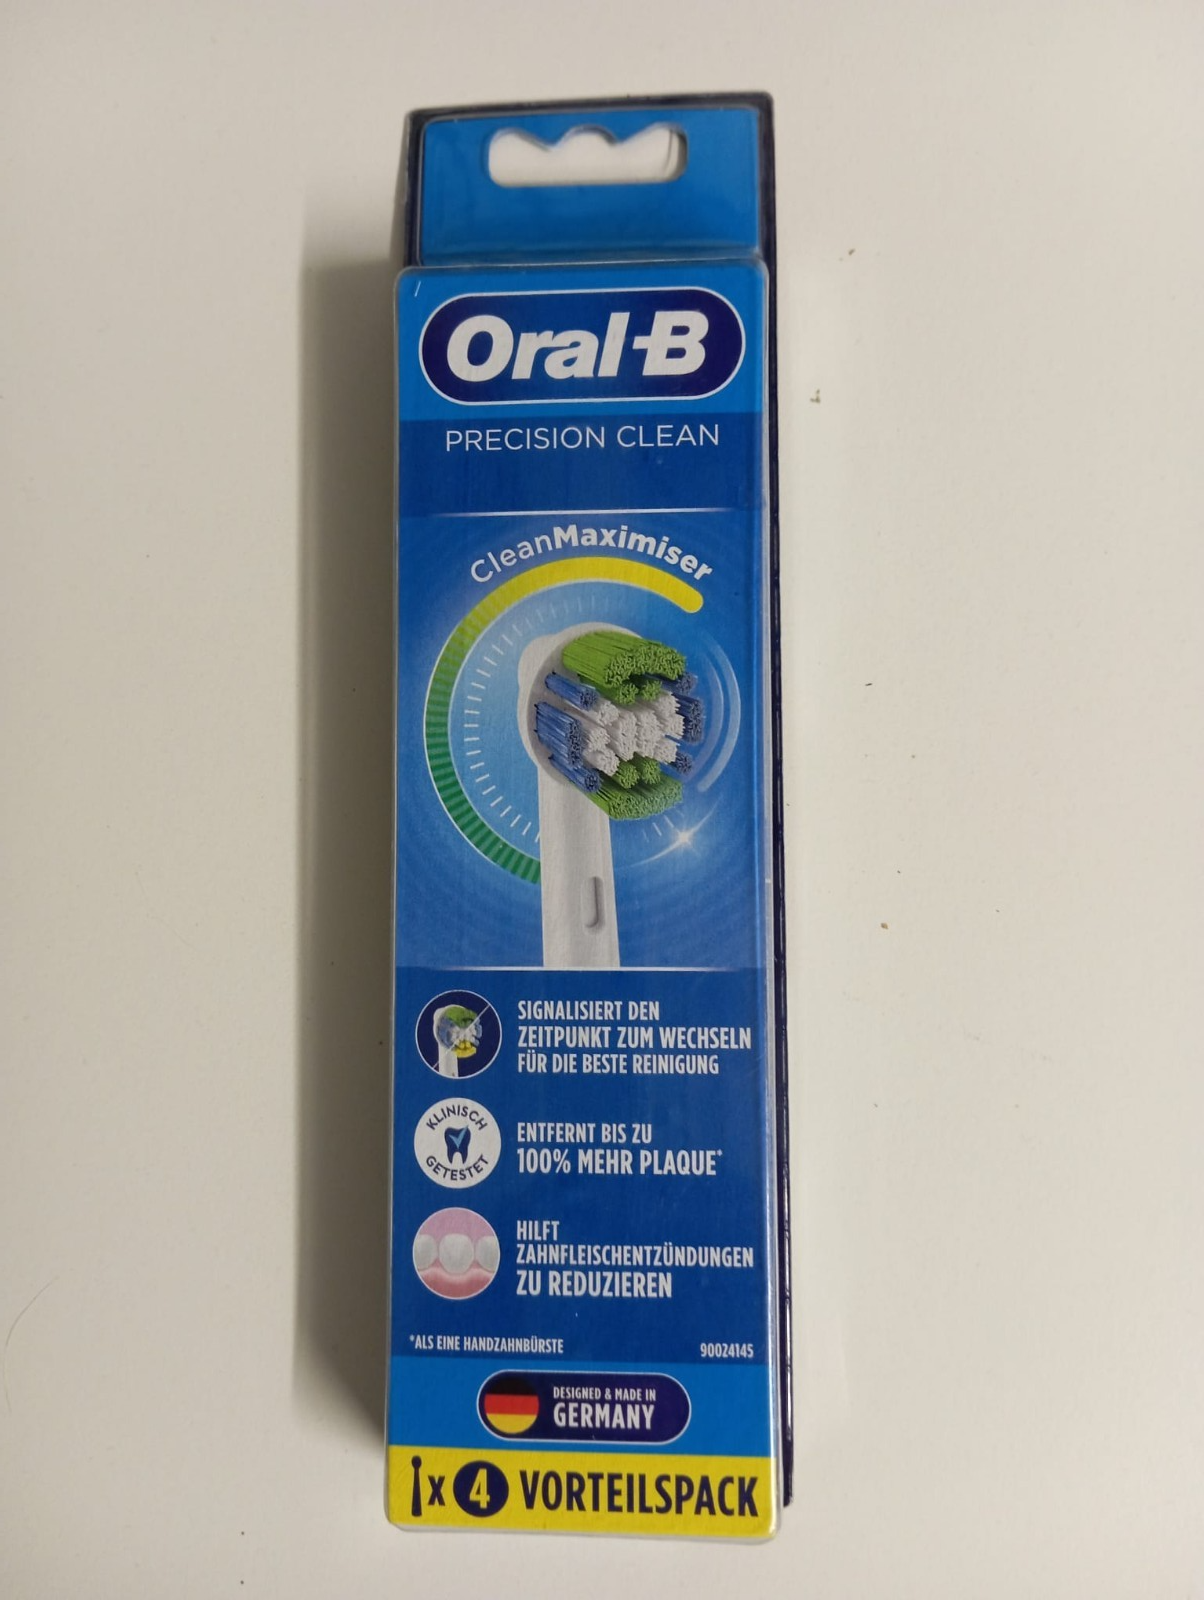 Oral-B
PRECISION CLEAN
CleanMaximiser
SIGNALISIERT DEN
ZEITPUNKT ZUM WECHSELN
FÜR DIE BESTE REINIGUNG
KLINISCH
GETESTET
ENTFERNT BIS ZU
100% MEHR PLAQUE*
HILFT
ZAHNFLEISCHENTZÜNDUNGEN
ZU REDUZIEREN
*ALS EINE HANDZAHNBÜRSTE
90024145
DESIGNED & MADE IN
GERMANY
x 4 VORTEILSPACK